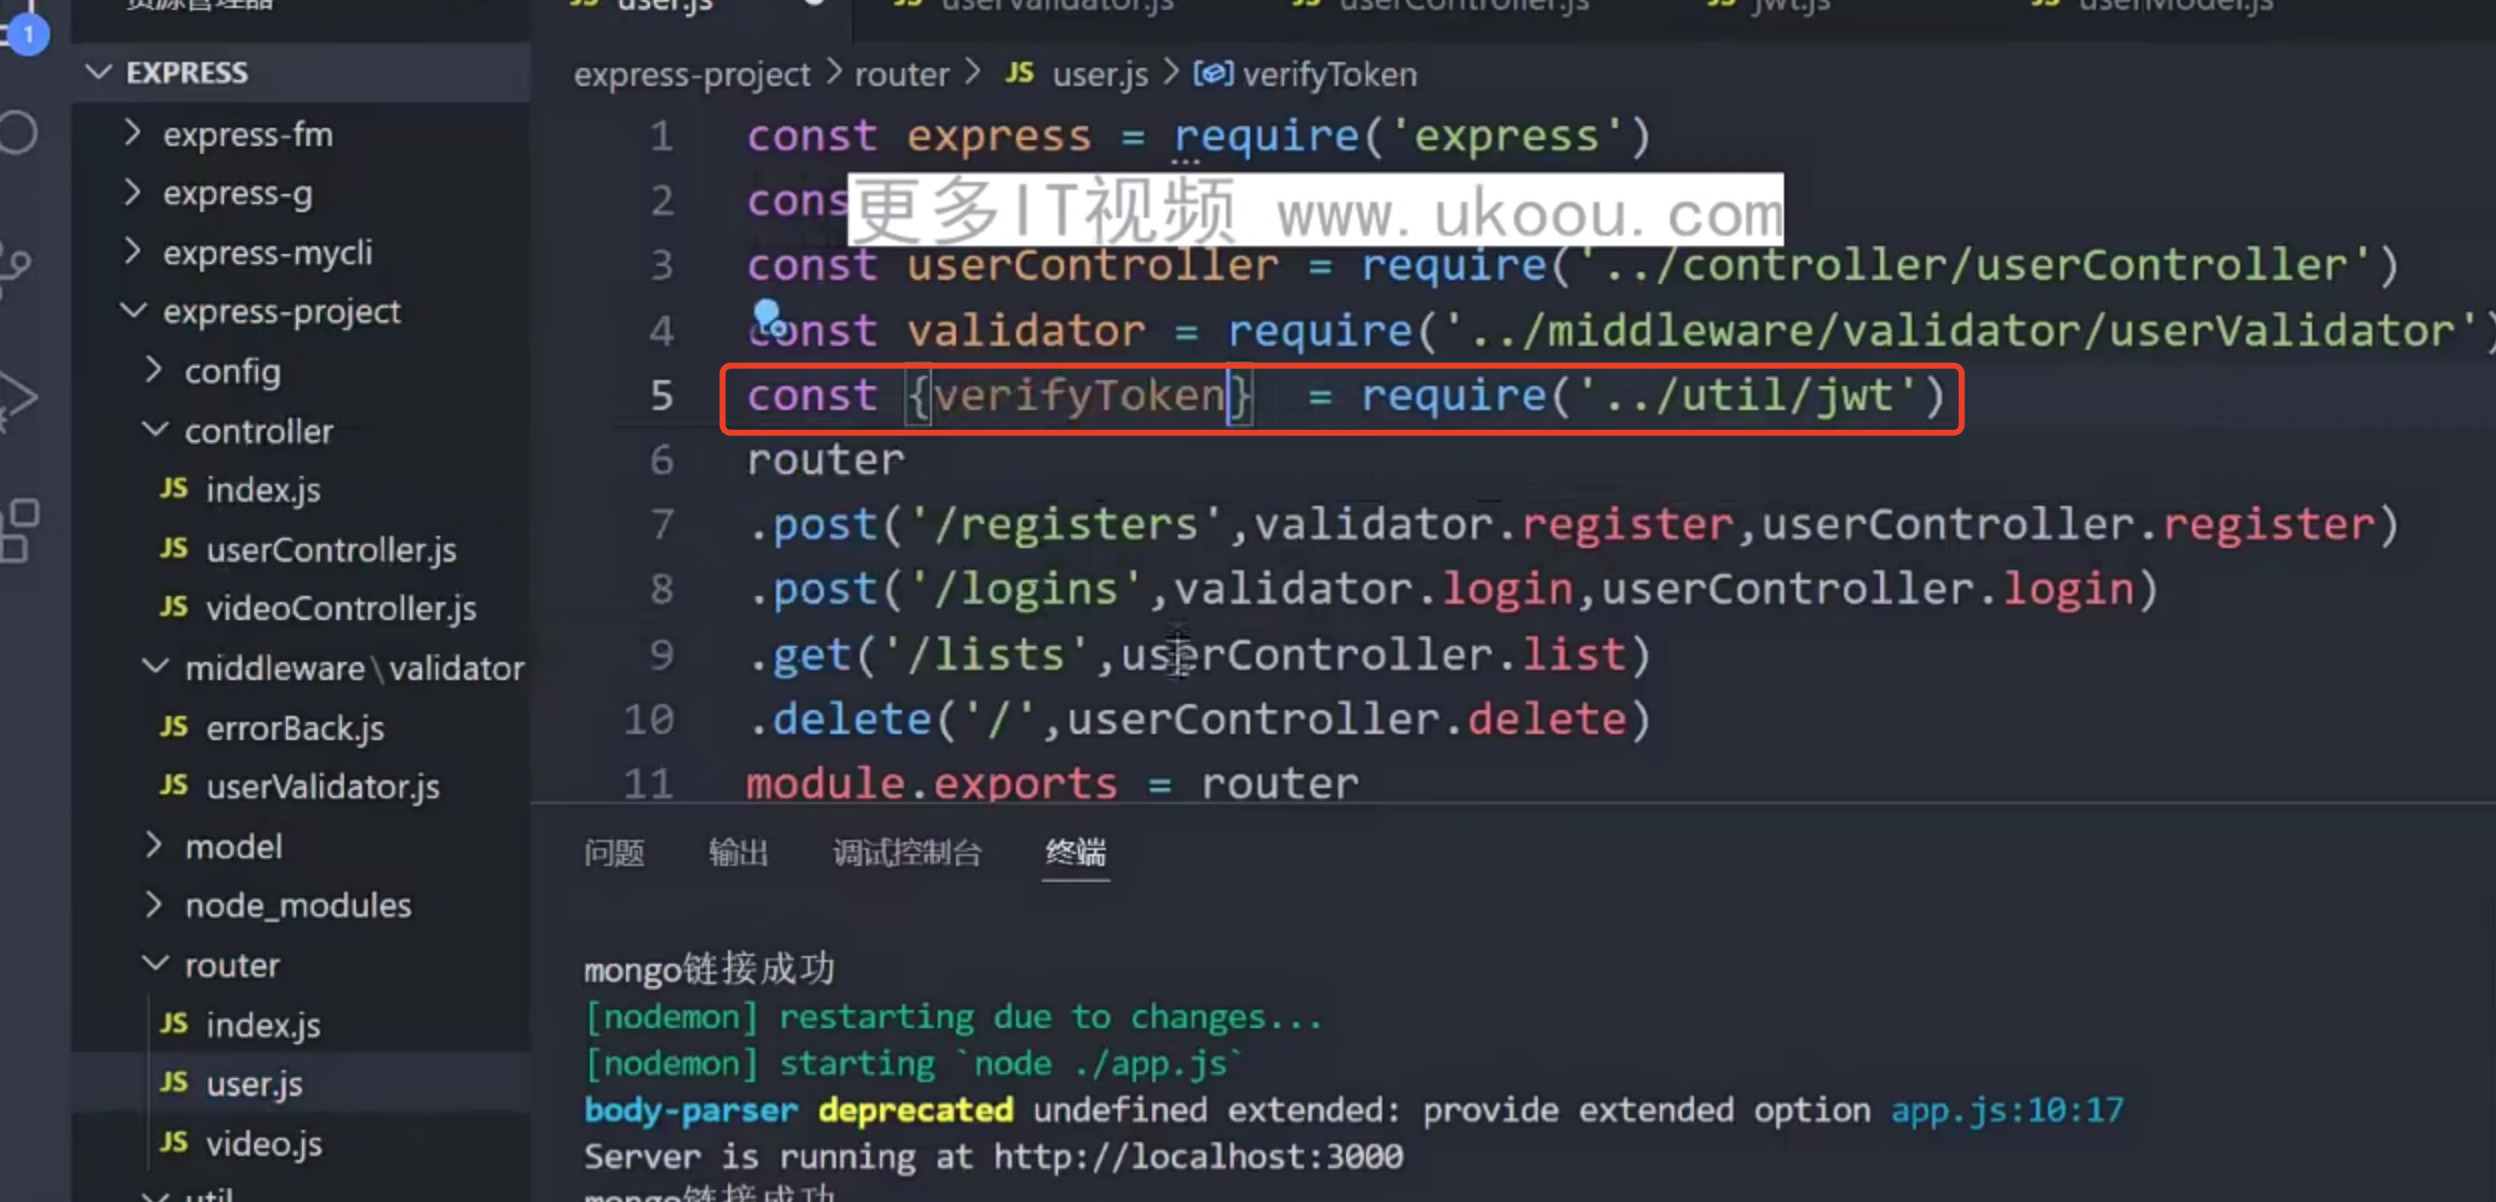 资源管理器
user.js
userValidator.js
userController.js
jwt.js
userModel.js
1
EXPRESS
express-fm
express-g
express-mycli
express-project
config
controller
JS index.js
JS userController.js
JS videoController.js
middleware\validator
JS errorBack.js
JS userValidator.js
model
node_modules
router
JS index.js
JS user.js
JS video.js
util
express-project > router > JS user.js > verifyToken
1 const express = require('express')
2 cons
更多IT视频 www.ukoou.com
3 const userController = require('../controller/userController')
4 const validator = require('../middleware/validator/userValidator')
5 const {verifyToken} = require('../util/jwt')
6 router
7 .post('/registers',validator.register,userController.register)
8 .post('/logins',validator.login,userController.login)
9 .get('/lists',userController.list)
10 .delete('/',userController.delete)
11 module.exports = router
问题 输出 调试控制台 终端
mongo链接成功
[nodemon] restarting due to changes...
[nodemon] starting `node ./app.js`
body-parser deprecated undefined extended: provide extended option app.js:10:17
Server is running at http://localhost:3000
mongo链接成功